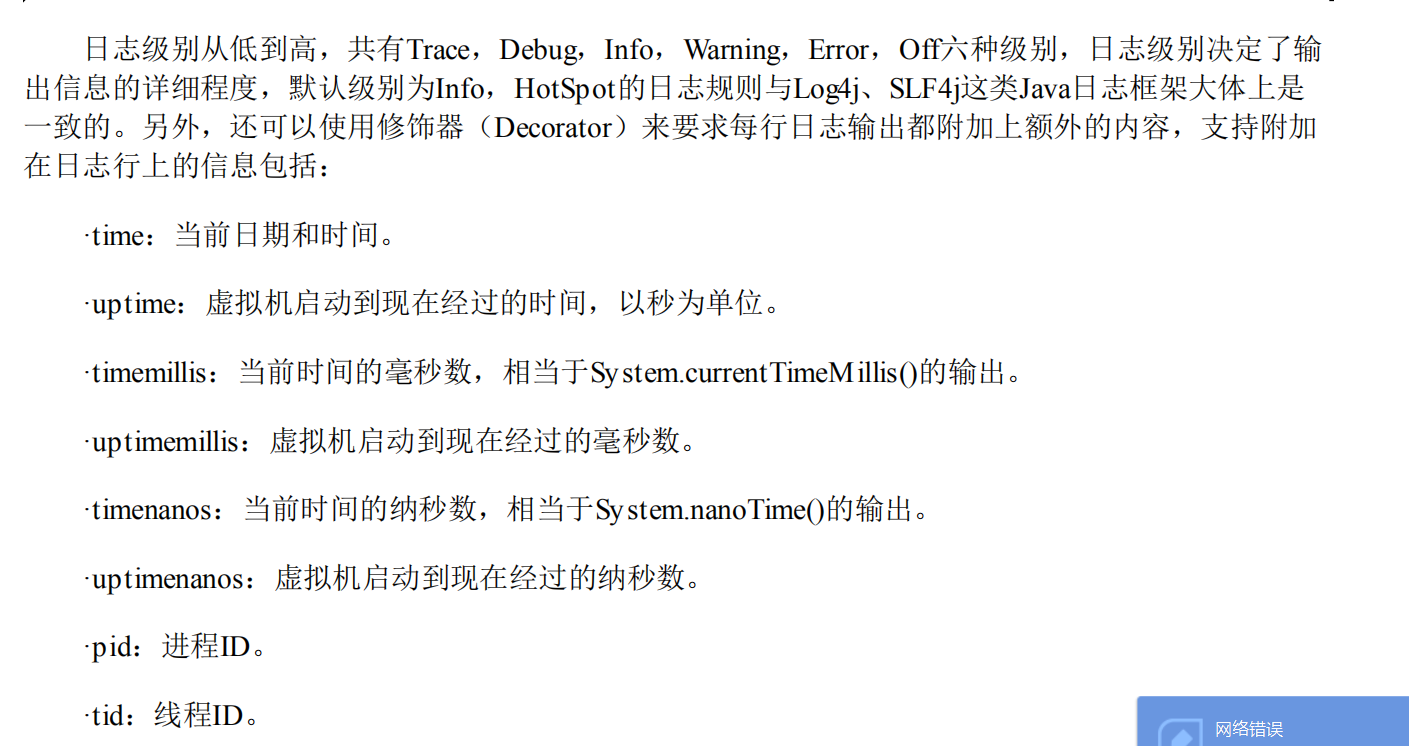 日志级别从低到高，共有Trace，Debug，Info，Warning，Error，Off六种级别，日志级别决定了输
出信息的详细程度，默认级别为Info，HotSpot的日志规则与Log4j、SLF4j这类Java日志框架大体上是
一致的。另外，还可以使用修饰器（Decorator）来要求每行日志输出都附加上额外的内容，支持附加
在日志行上的信息包括：
·time：当前日期和时间。
·uptime：虚拟机启动到现在经过的时间，以秒为单位。
·timemillis：当前时间的毫秒数，相当于System.currentTimeMillis()的输出。
·uptimemillis：虚拟机启动到现在经过的毫秒数。
·timenanos：当前时间的纳秒数，相当于System.nanoTime()的输出。
·uptimenanos：虚拟机启动到现在经过的纳秒数。
·pid：进程ID。
·tid：线程ID。
网络错误